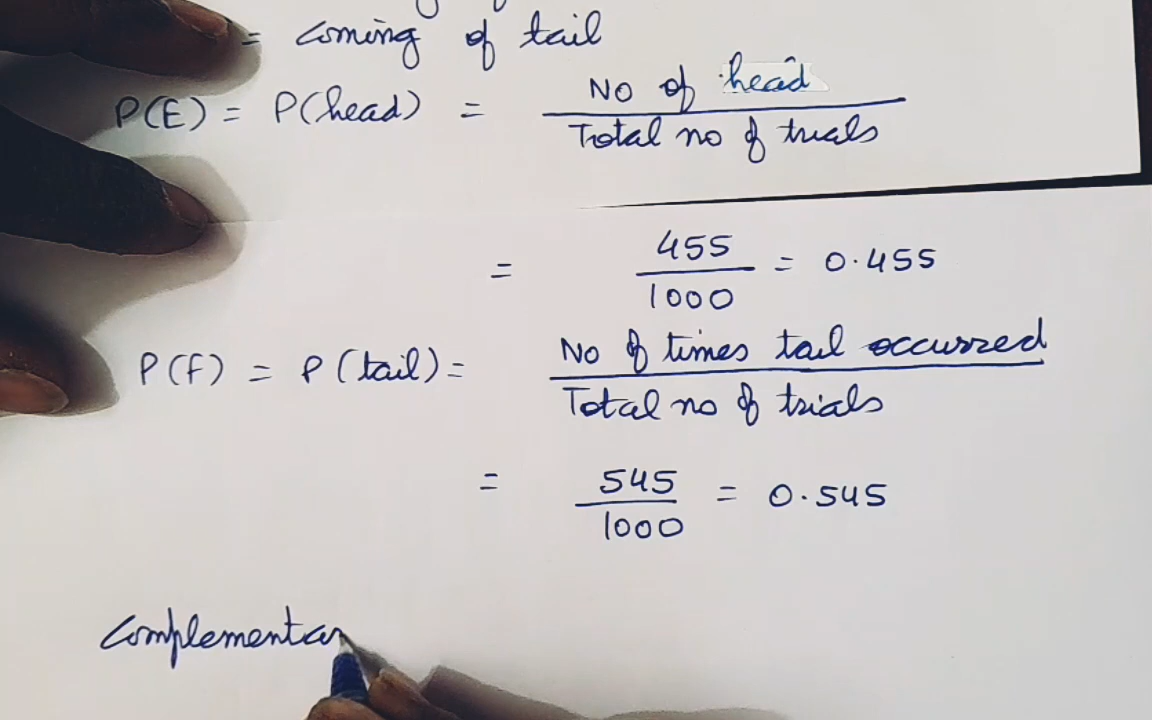 = coming of tail
P(E) = P(head) = No of head
Total no of trials
= 455
1000 = 0.455
P(F) = P(tail) = No of times tail occurred
Total no of trials
= 545
1000 = 0.545
Complementar